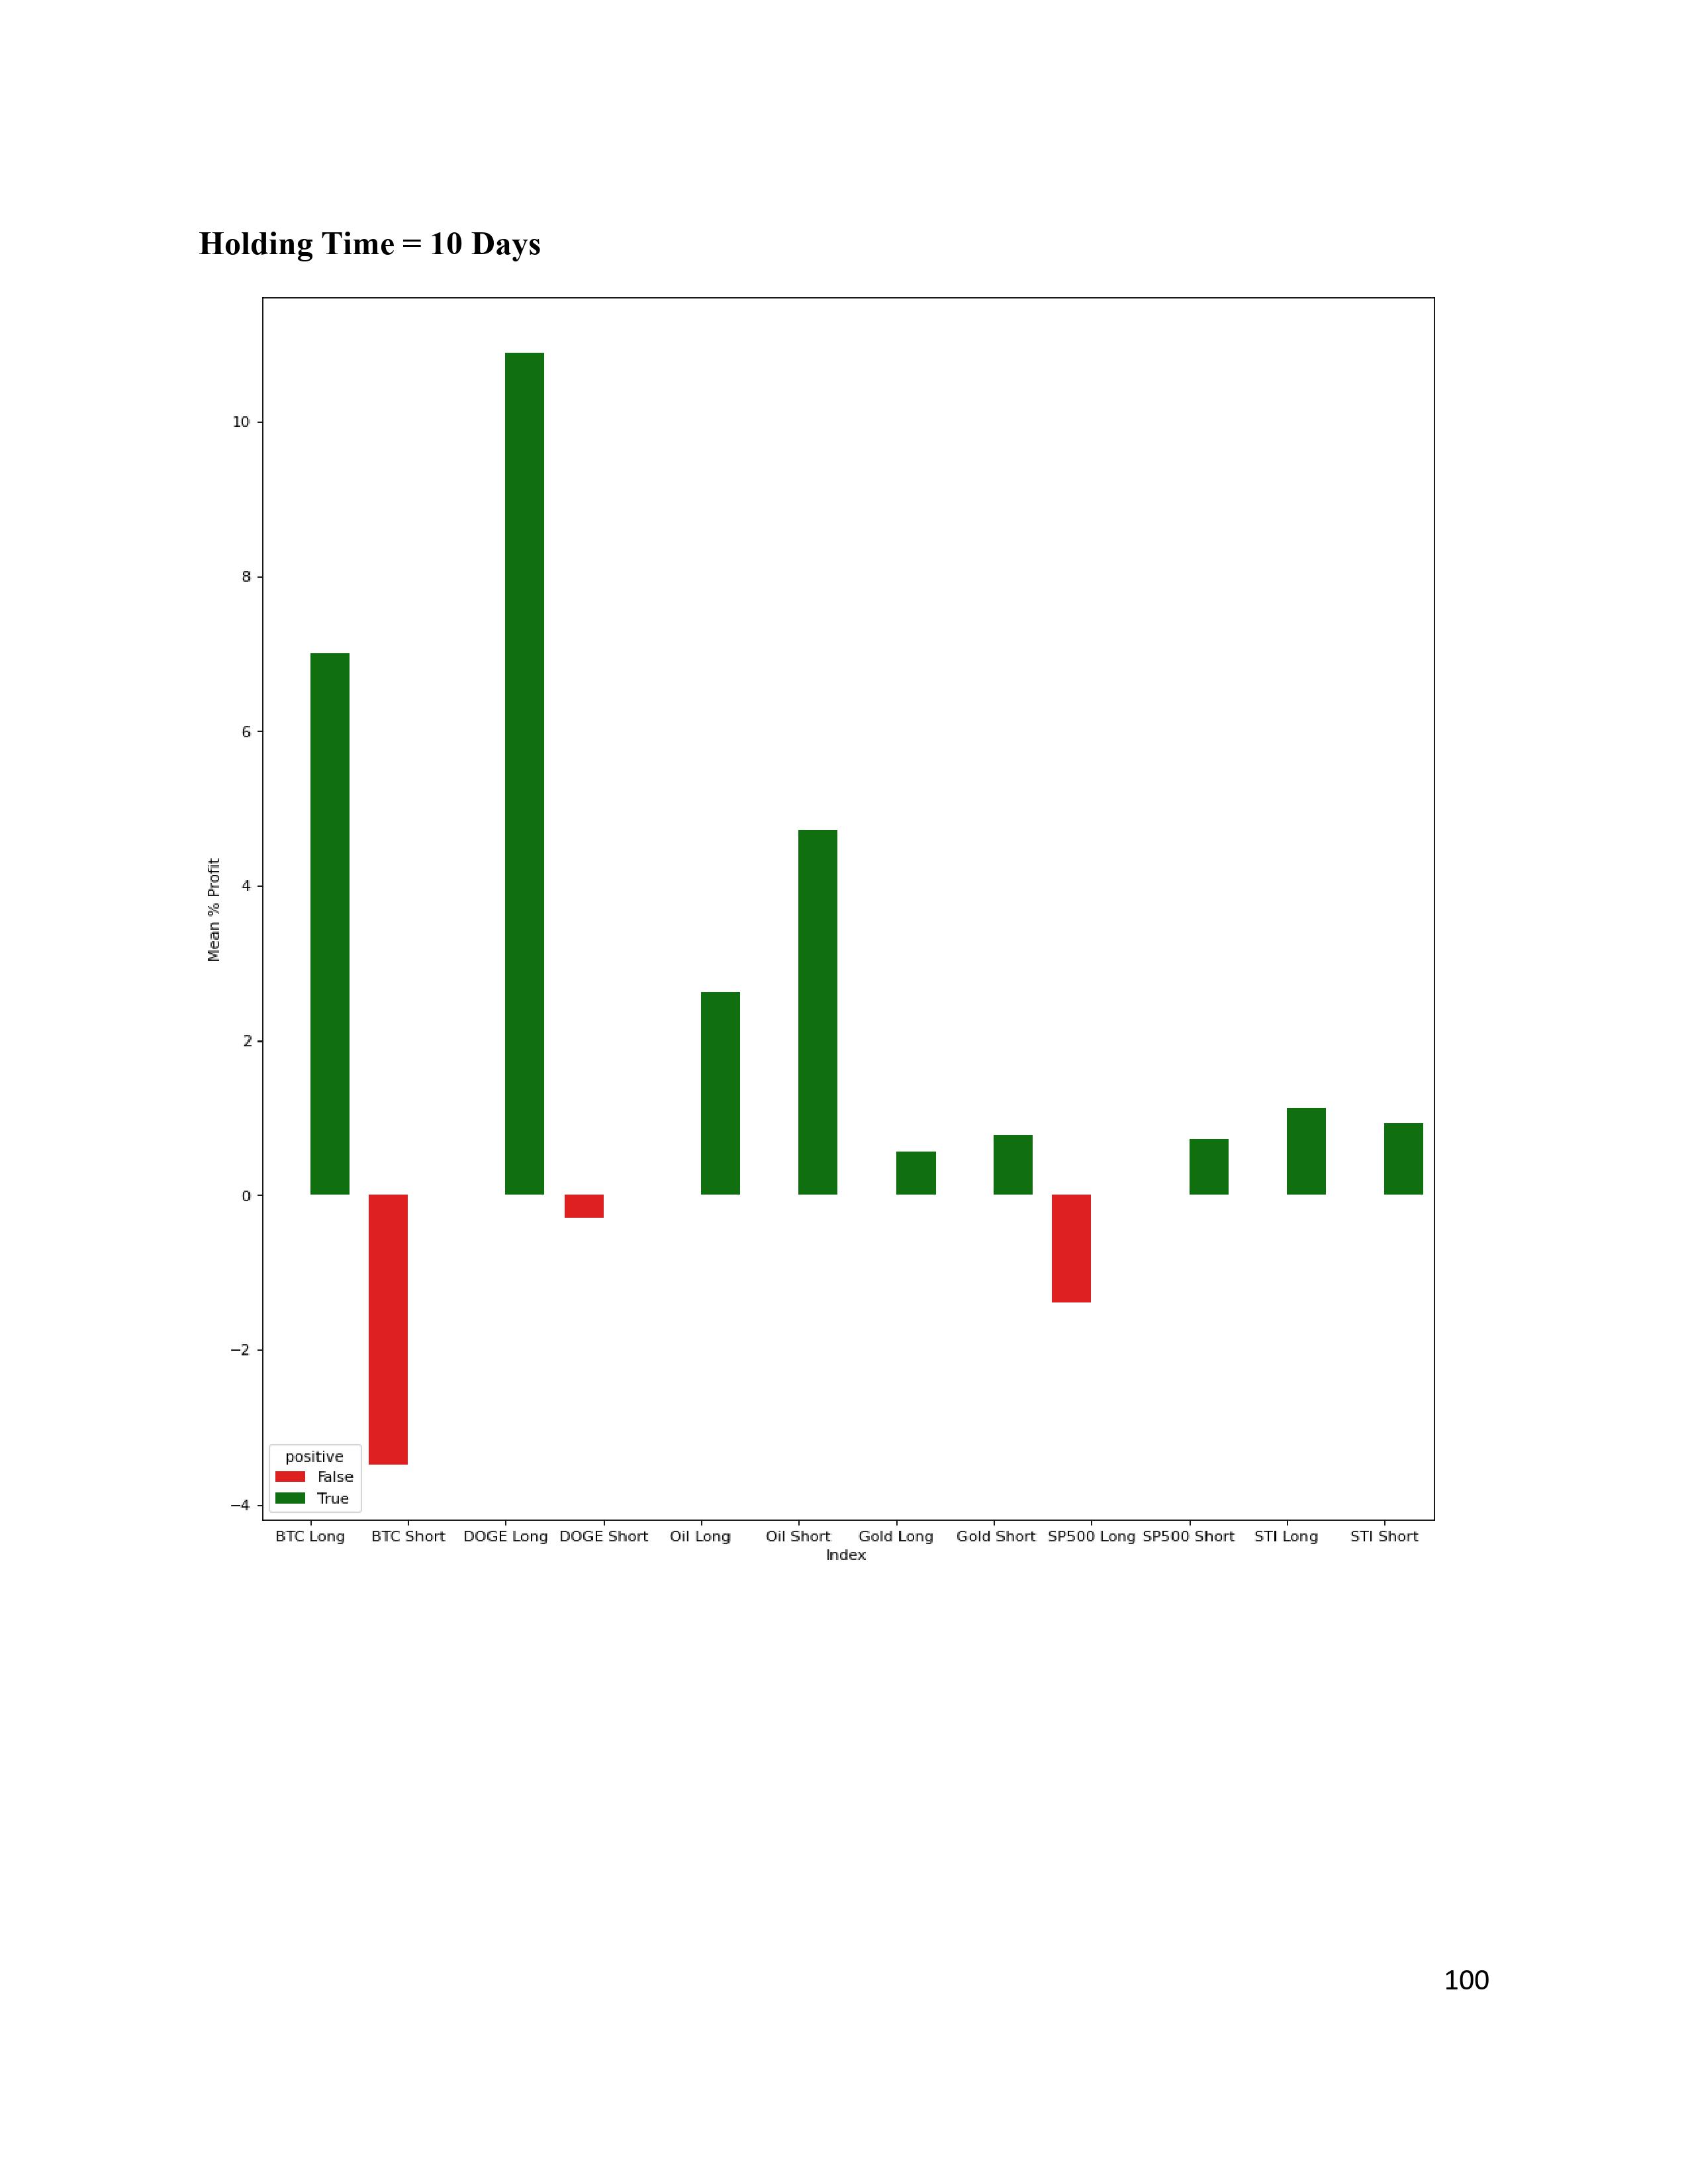 Holding Time = 10 Days
10
8
6
4
2
0
−2
−4
Mean % Profit
positive
False
True
BTC Long BTC Short DOGE Long DOGE Short Oil Long Oil Short Gold Long Gold Short SP500 Long SP500 Short STI Long STI Short
Index
100